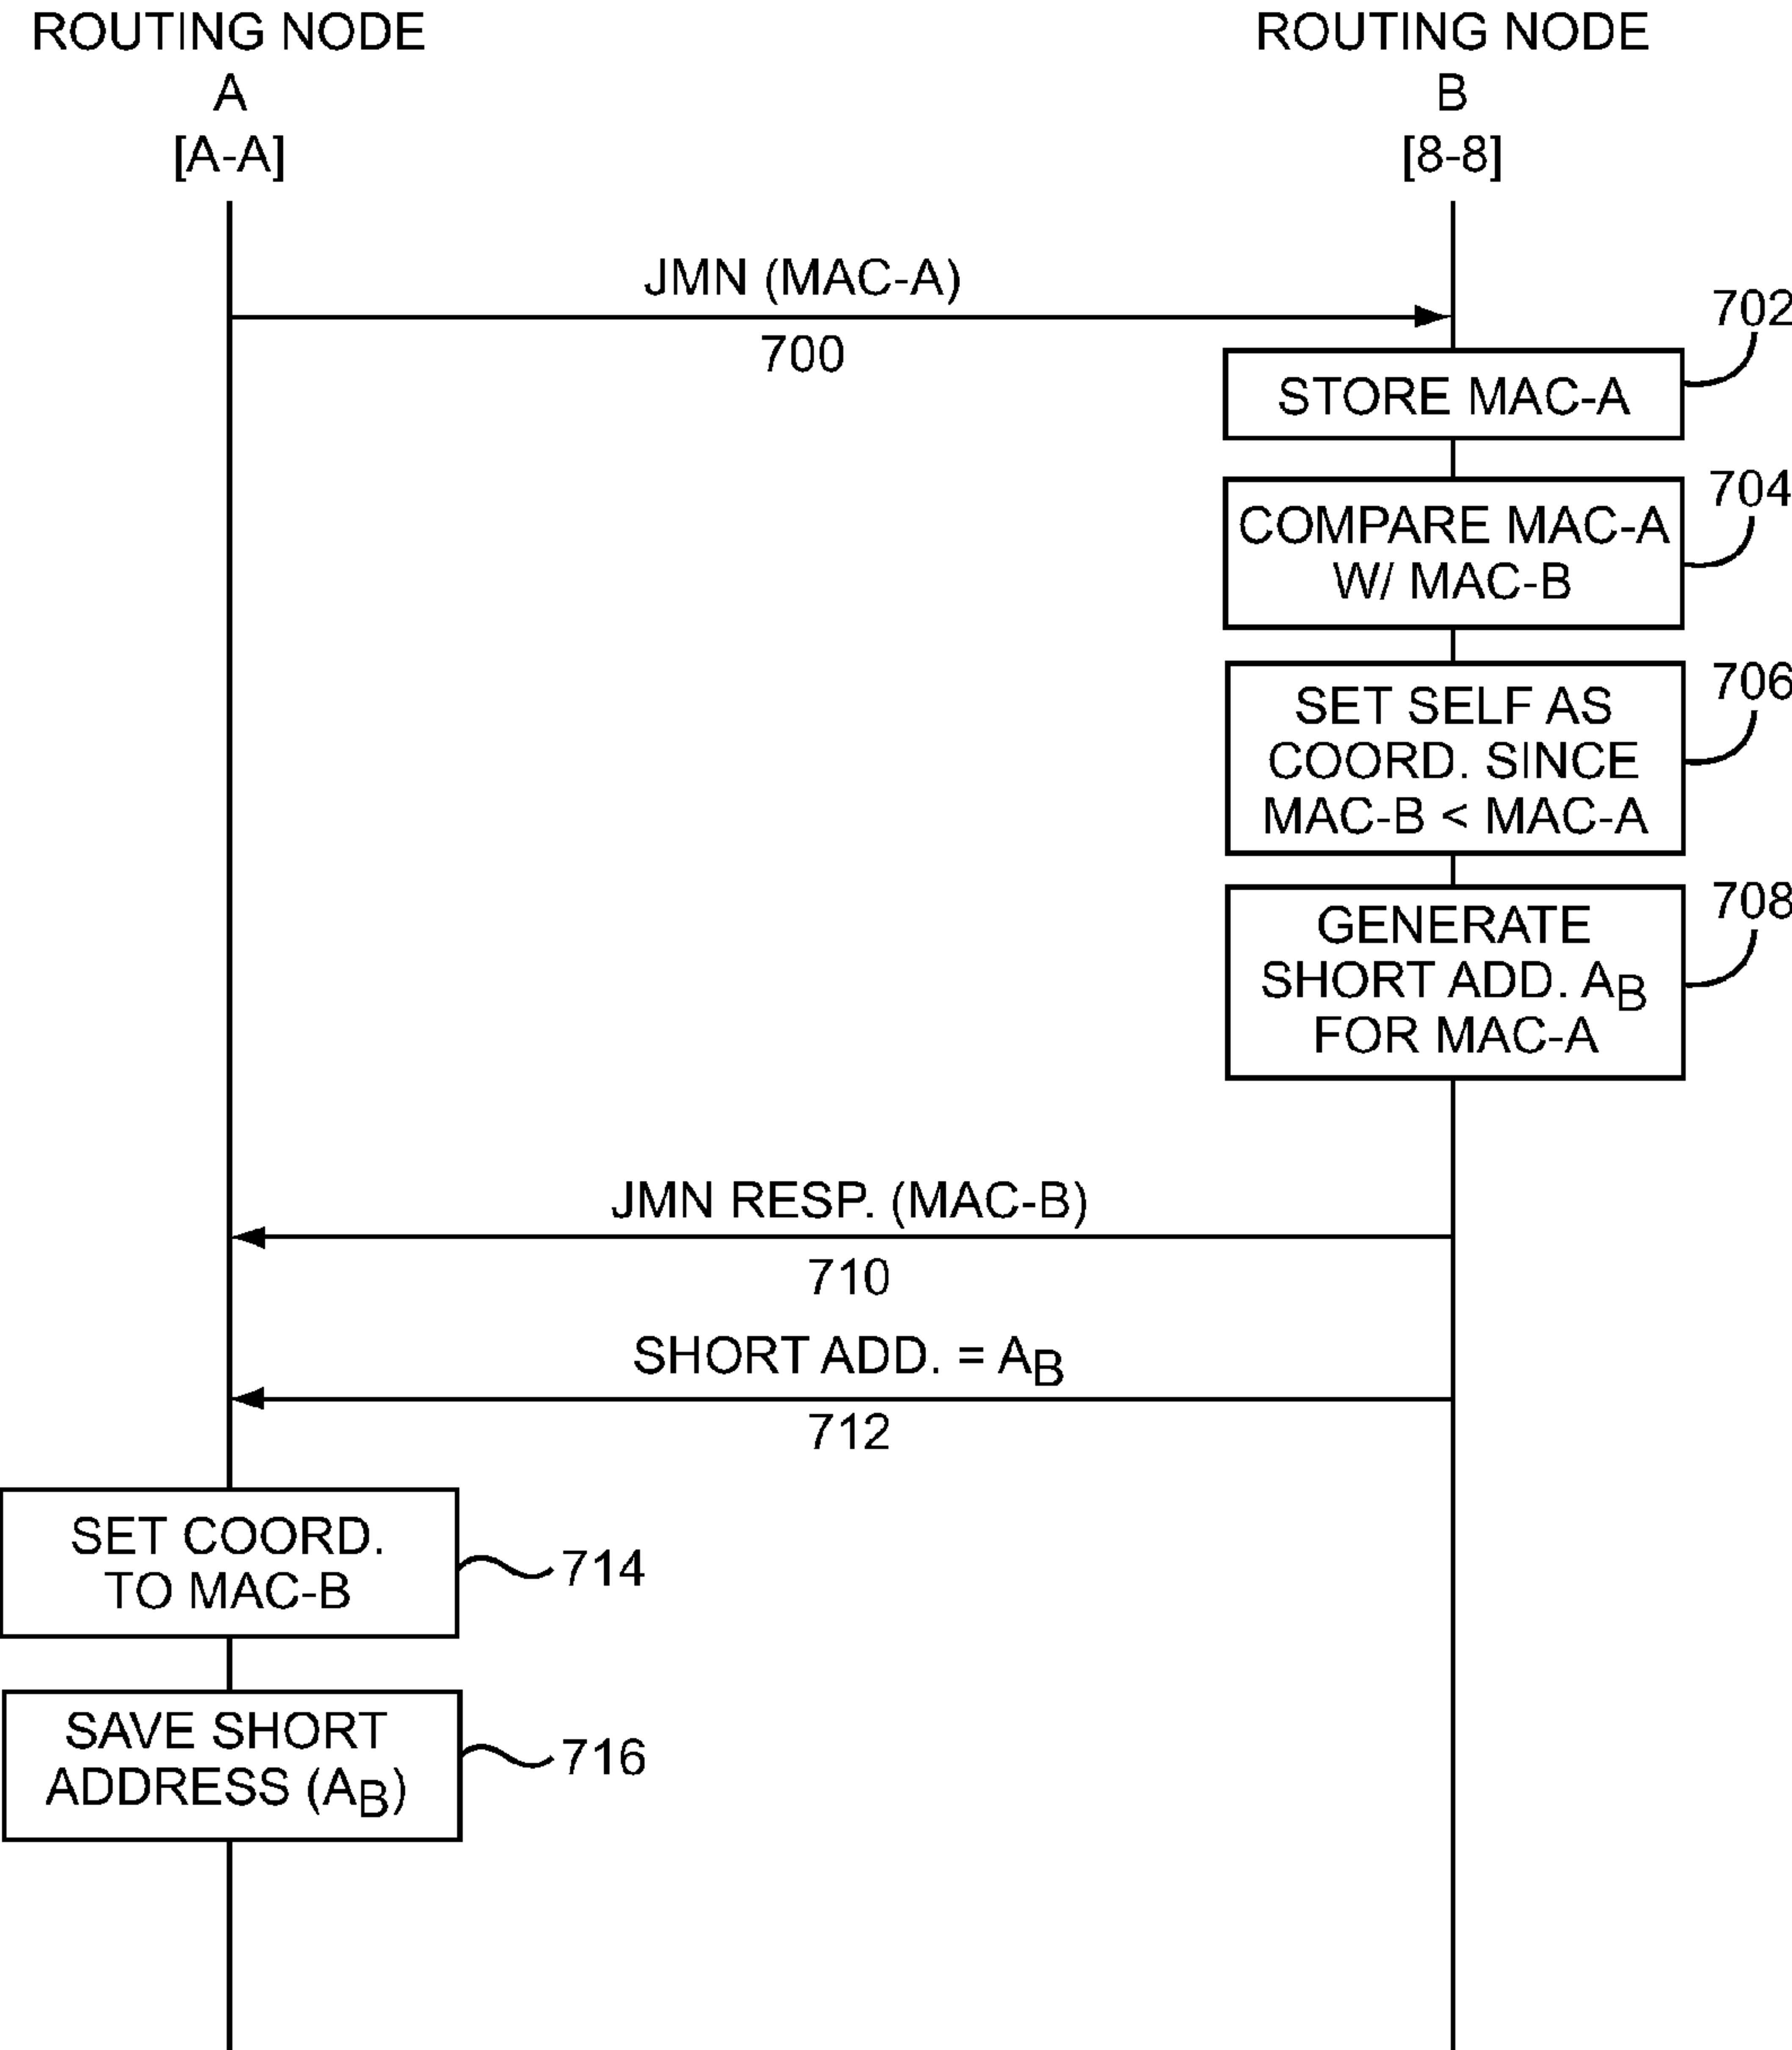 ROUTING NODE
A
[A-A]
ROUTING NODE
B
[8-8]
JMN (MAC-A)
700
702
STORE MAC-A
704
COMPARE MAC-A
W/ MAC-B
706
SET SELF AS
COORD. SINCE
MAC-B < MAC-A
708
GENERATE
SHORT ADD. AB
FOR MAC-A
JMN RESP. (MAC-B)
710
SHORT ADD. = AB
712
SET COORD.
TO MAC-B
714
SAVE SHORT
ADDRESS (AB)
716